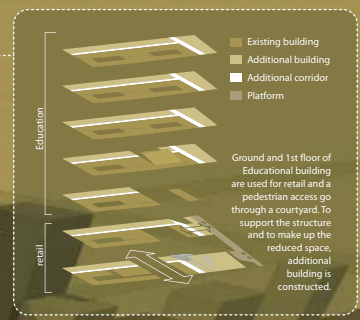 Existing building
Additional building
Additional corridor
Platform
Education
Ground and 1st floor of
Educational building
are used for retail and a
pedestrian access go
through a courtyard. To
support the structure
and to make up the
reduced space,
additional
building is
constructed.
retail